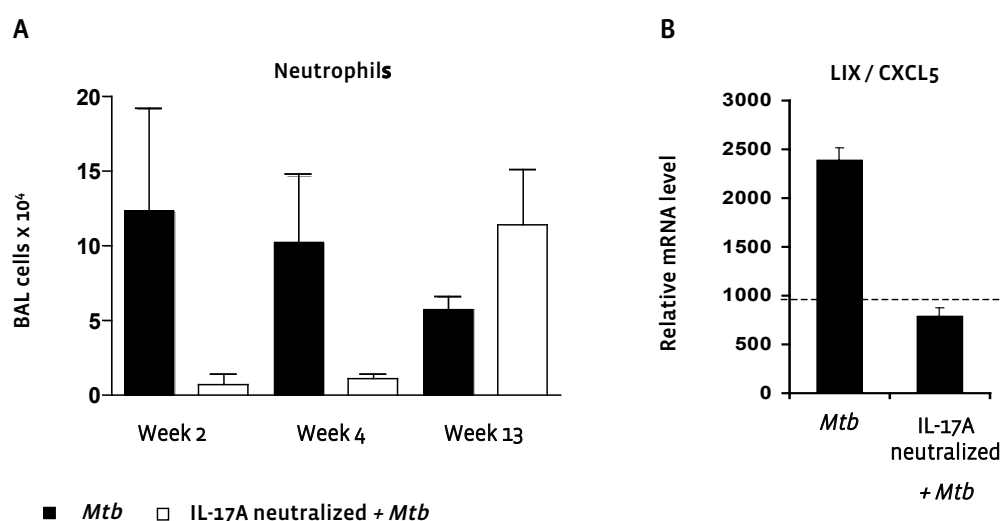 A
Neutrophils
20
15
10
5
0
BAL cells x 10⁴
Week 2
Week 4
Week 13
■ Mtb □ IL-17A neutralized + Mtb
B
LIX / CXCL5
3000
2500
2000
1500
1000
500
0
Relative mRNA level
Mtb
IL-17A
neutralized
+ Mtb